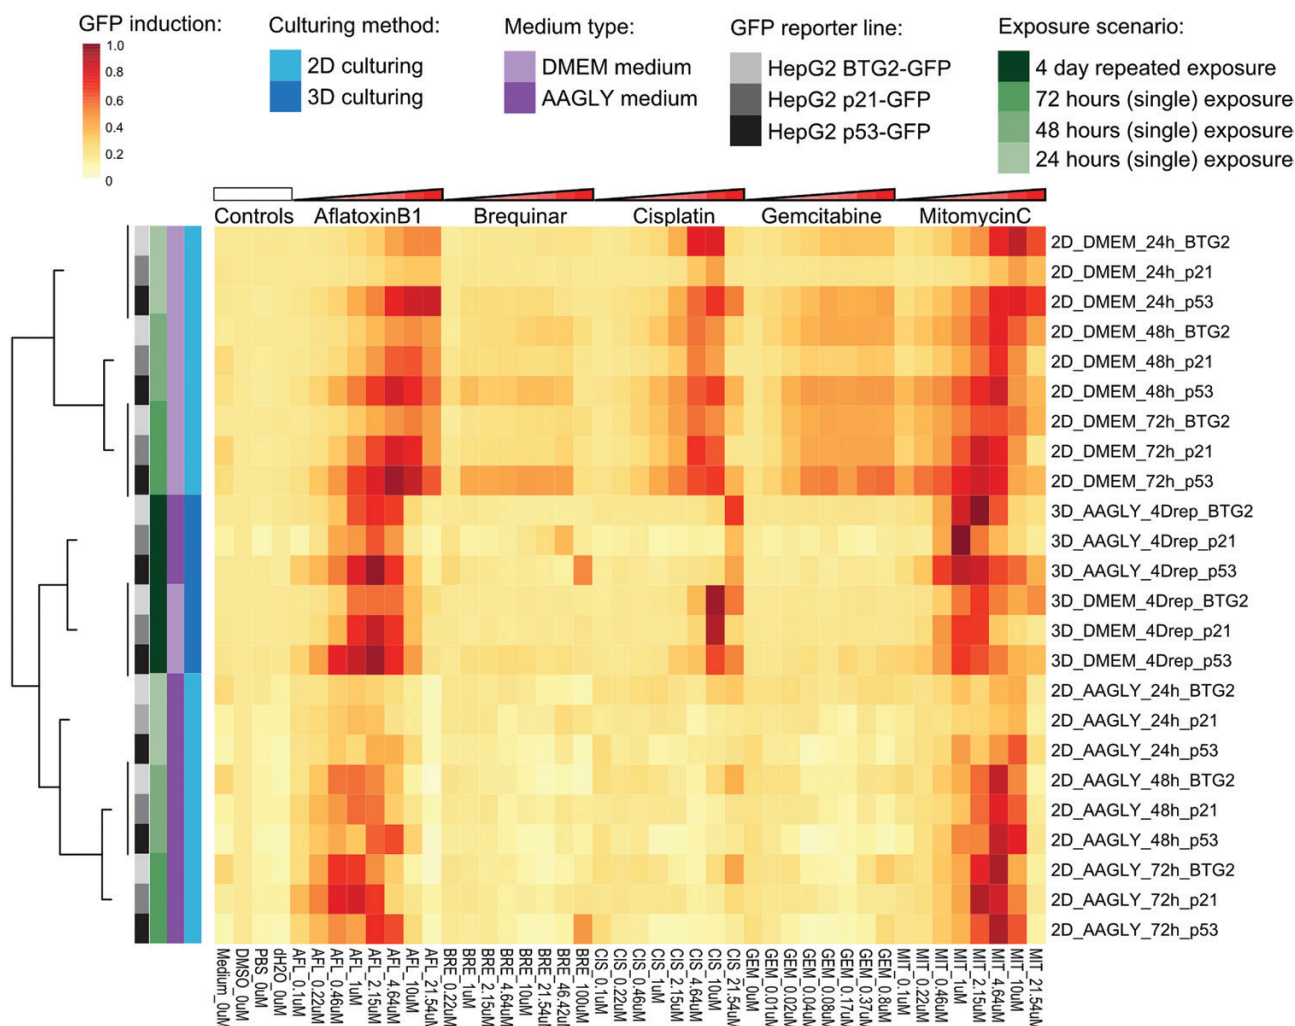 GFP induction:
1.0
0.8
0.6
0.4
0.2
0
Culturing method:
2D culturing
3D culturing
Medium type:
DMEM medium
AAGLY medium
GFP reporter line:
HepG2 BTG2-GFP
HepG2 p21-GFP
HepG2 p53-GFP
Exposure scenario:
4 day repeated exposure
72 hours (single) exposure
48 hours (single) exposure
24 hours (single) exposure
Controls AflatoxinB1 Brequinar Cisplatin Gemcitabine MitomycinC
2D_DMEM_24h_BTG2
2D_DMEM_24h_p21
2D_DMEM_24h_p53
2D_DMEM_48h_BTG2
2D_DMEM_48h_p21
2D_DMEM_48h_p53
2D_DMEM_72h_BTG2
2D_DMEM_72h_p21
2D_DMEM_72h_p53
3D_AAGLY_4Drep_BTG2
3D_AAGLY_4Drep_p21
3D_AAGLY_4Drep_p53
3D_DMEM_4Drep_BTG2
3D_DMEM_4Drep_p21
3D_DMEM_4Drep_p53
2D_AAGLY_24h_BTG2
2D_AAGLY_24h_p21
2D_AAGLY_24h_p53
2D_AAGLY_48h_BTG2
2D_AAGLY_48h_p21
2D_AAGLY_48h_p53
2D_AAGLY_72h_BTG2
2D_AAGLY_72h_p21
2D_AAGLY_72h_p53
Medium_0uM
DMSO_0uM
PBS_0uM
dH2O_0uM
AFL_0.1uM
AFL_0.22uM
AFL_0.46uM
AFL_1uM
AFL_2.15uM
AFL_4.64uM
AFL_10uM
AFL_21.54uM
BRE_0.22uM
BRE_1uM
BRE_2.15uM
BRE_4.64uM
BRE_10uM
BRE_21.54uM
BRE_46.42uM
BRE_100uM
CIS_0.1uM
CIS_0.22uM
CIS_0.46uM
CIS_1uM
CIS_2.15uM
CIS_4.64uM
CIS_10uM
CIS_21.54uM
GEM_0uM
GEM_0.01uM
GEM_0.02uM
GEM_0.04uM
GEM_0.08uM
GEM_0.17uM
GEM_0.37uM
GEM_0.8uM
MIT_0.1uM
MIT_0.22uM
MIT_0.46uM
MIT_1uM
MIT_2.15uM
MIT_4.64uM
MIT_10uM
MIT_21.54uM